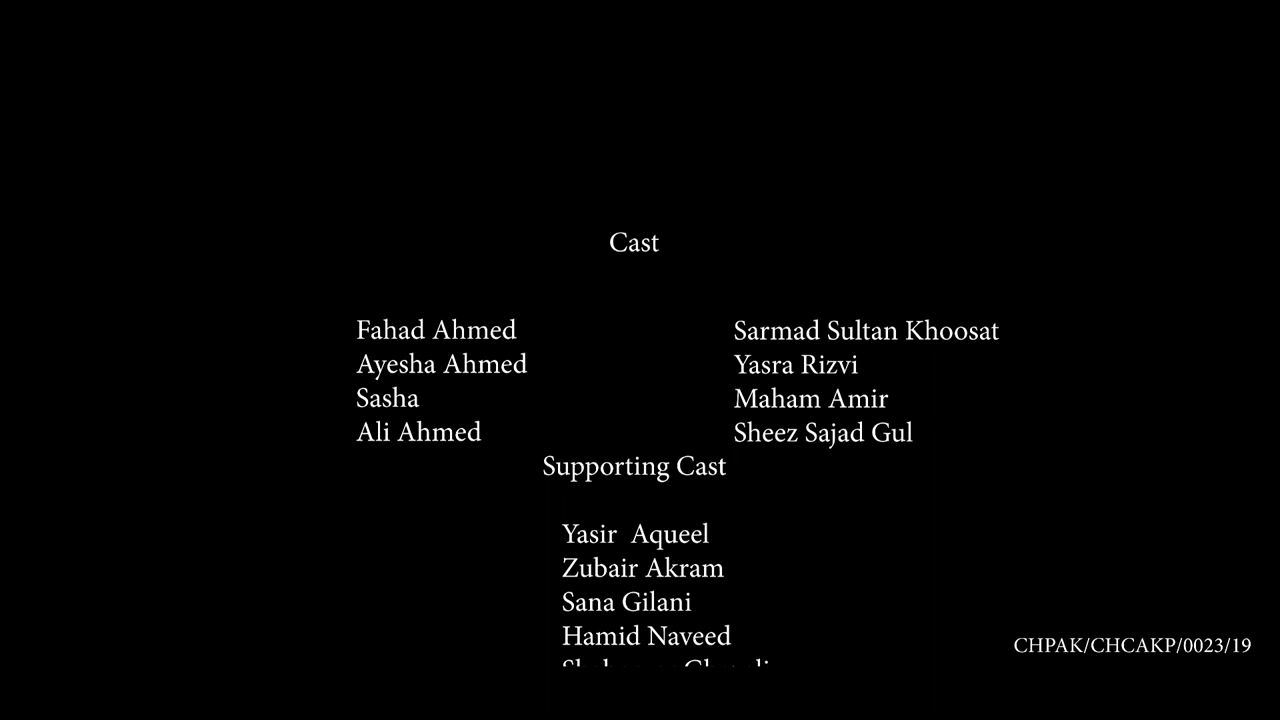 Cast
Fahad Ahmed Sarmad Sultan Khoosat
Ayesha Ahmed Yasra Rizvi
Sasha Maham Amir
Ali Ahmed Sheez Sajad Gul
Supporting Cast
Yasir Aqueel
Zubair Akram
Sana Gilani
Hamid Naveed
CHPAK/CHCAKP/0023/19